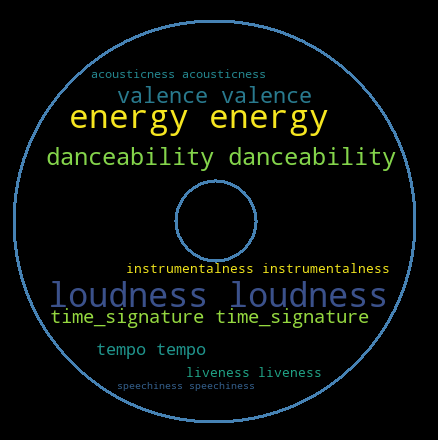 acousticness acousticness
valence valence
energy energy
danceability danceability
instrumentalness instrumentalness
loudness loudness
time_signature time_signature
tempo tempo
liveness liveness
speechiness speechiness